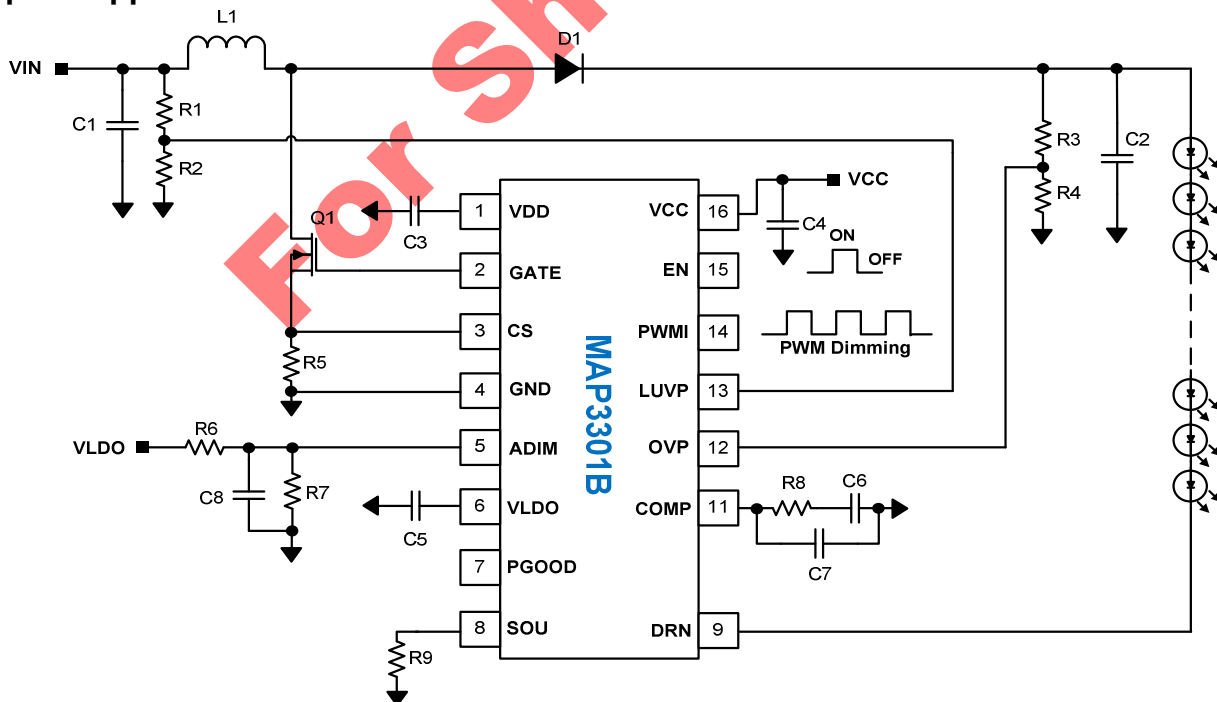 L1
D1
VIN
C1
R1
R2
R3
R4
C2
Q1
C3
1 VDD
2 GATE
3 CS
4 GND
5 ADIM
6 VLDO
7 PGOOD
8 SOU
MAP3301B
VCC 16
EN 15
PWMI 14
LUVP 13
OVP 12
COMP 11
DRN 9
VCC
C4
ON
OFF
PWM Dimming
R5
VLDO
R6
C8
R7
C5
R8
C6
C7
R9
For Sh